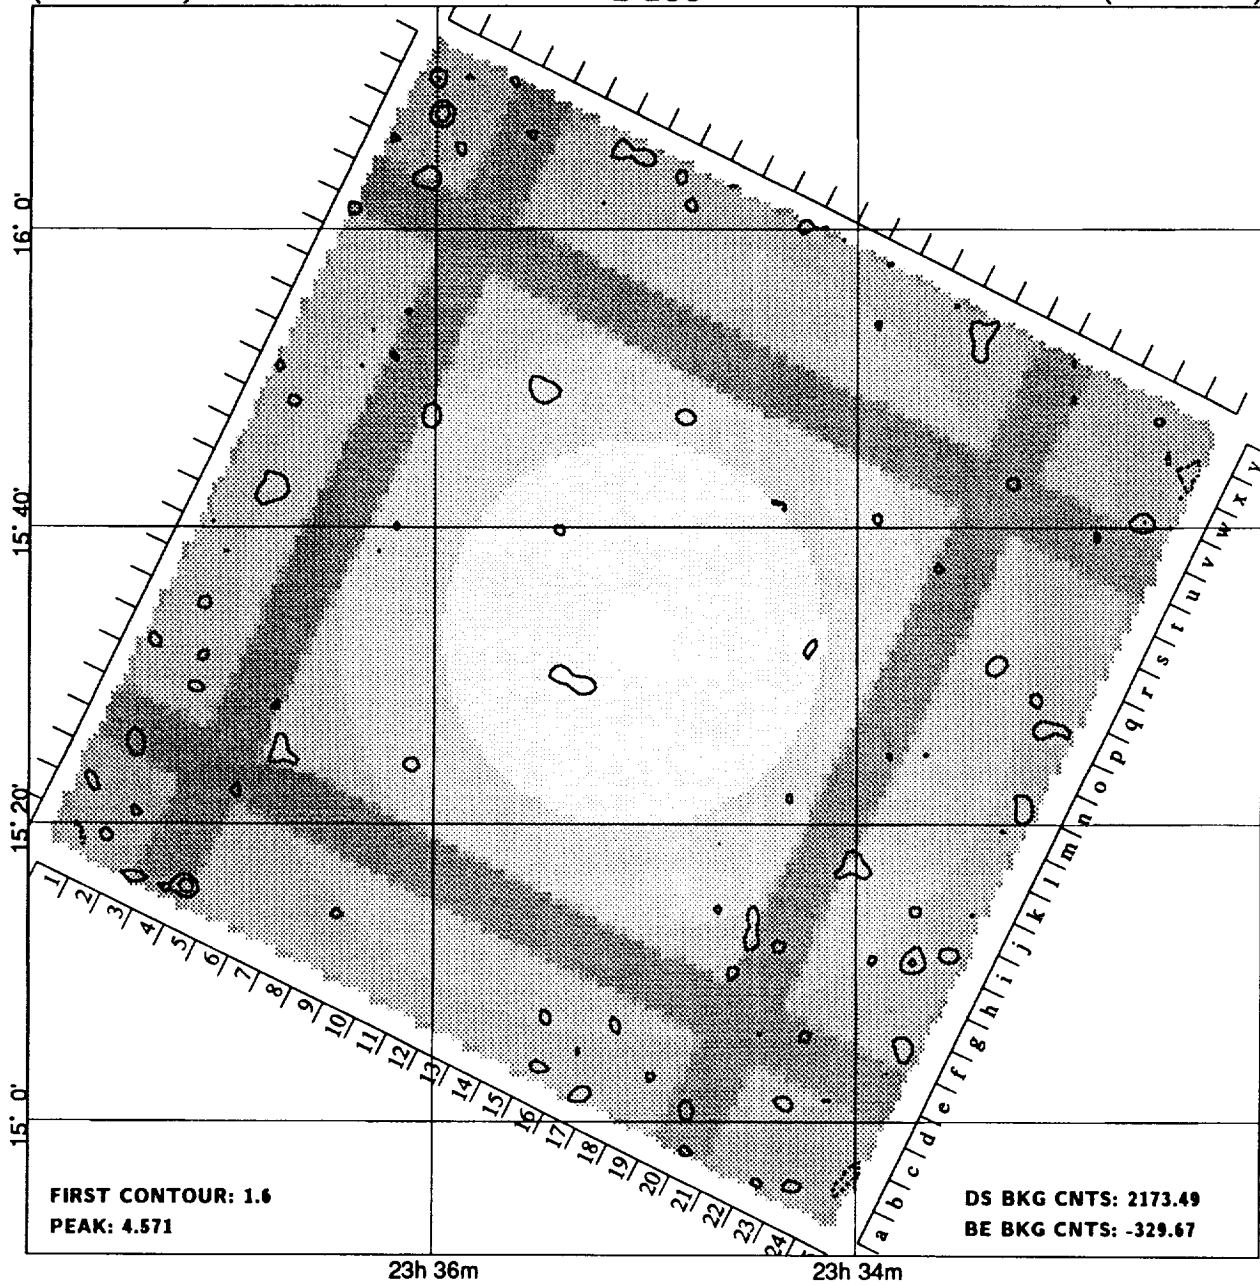 16° 0'
15° 40'
15° 20'
15° 0'
1 2 3 4 5 6 7 8 9 10 11 12 13 14 15 16 17 18 19 20 21 22 23 24
a b c d e f g h i j k l m n o p q r s t u v w x y
FIRST CONTOUR: 1.6
PEAK: 4.571
DS BKG CNTS: 2173.49
BE BKG CNTS: -329.67
23h 36m
23h 34m